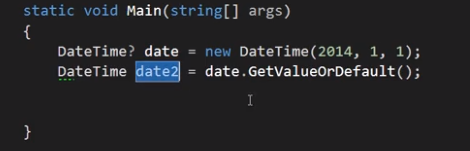 static void Main(string[] args)
{
DateTime? date = new DateTime(2014, 1, 1);
DateTime date2 = date.GetValueOrDefault();
}